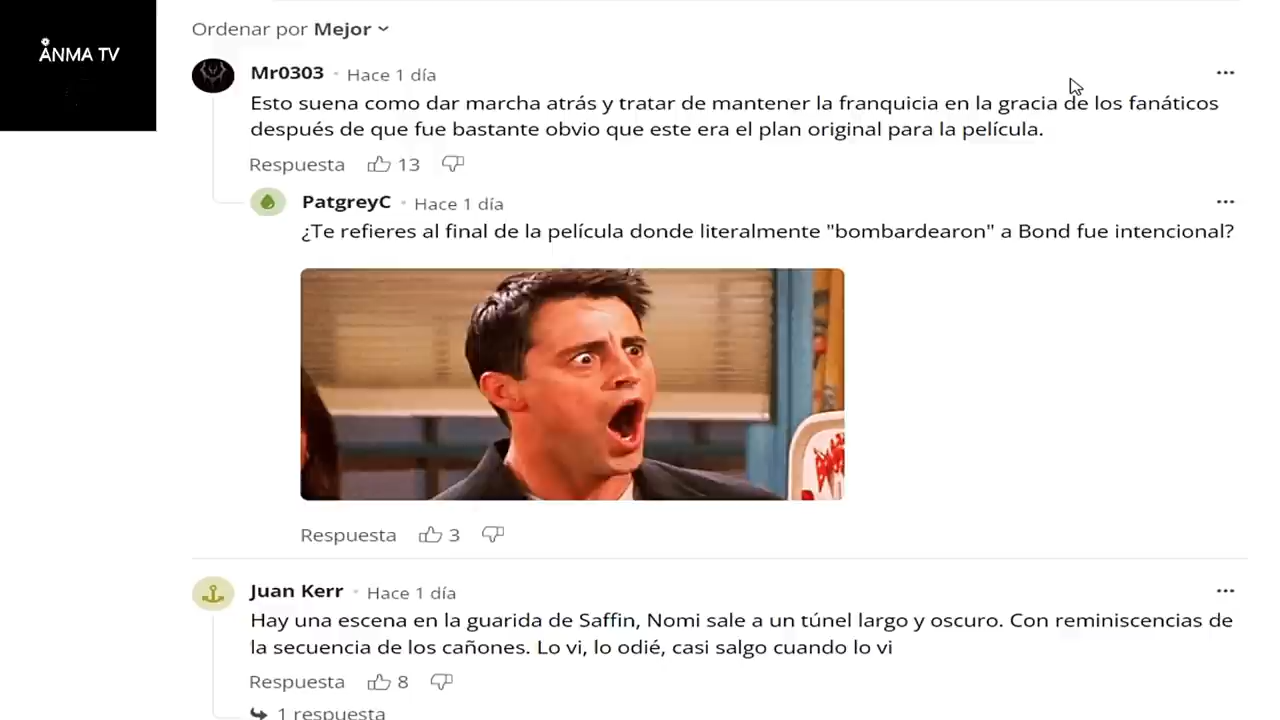 ANMA TV
Ordenar por Mejor
Mr0303 · Hace 1 día
Esto suena como dar marcha atrás y tratar de mantener la franquicia en la gracia de los fanáticos
después de que fue bastante obvio que este era el plan original para la película.
Respuesta 13
PatgreyC · Hace 1 día
¿Te refieres al final de la película donde literalmente "bombardearon" a Bond fue intencional?
Respuesta 3
Juan Kerr · Hace 1 día
Hay una escena en la guarida de Saffin, Nomi sale a un túnel largo y oscuro. Con reminiscencias de
la secuencia de los cañones. Lo vi, lo odié, casi salgo cuando lo vi
Respuesta 8
1 respuesta